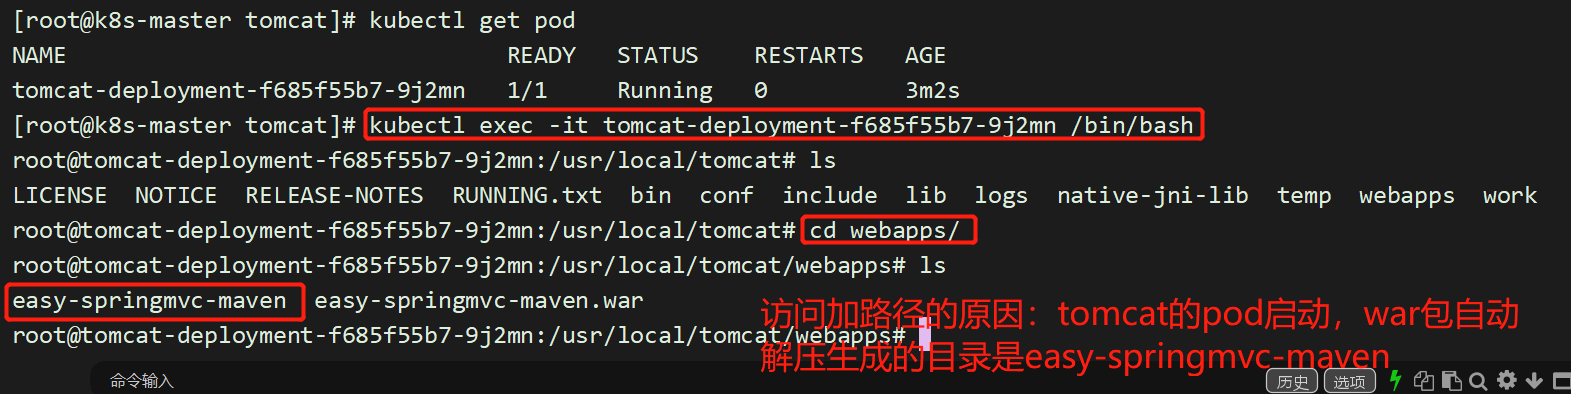 [root@k8s-master tomcat]# kubectl get pod
NAME READY STATUS RESTARTS AGE
tomcat-deployment-f685f55b7-9j2mn 1/1 Running 0 3m2s
[root@k8s-master tomcat]# kubectl exec -it tomcat-deployment-f685f55b7-9j2mn /bin/bash
root@tomcat-deployment-f685f55b7-9j2mn:/usr/local/tomcat# ls
LICENSE NOTICE RELEASE-NOTES RUNNING.txt bin conf include lib logs native-jni-lib temp webapps work
root@tomcat-deployment-f685f55b7-9j2mn:/usr/local/tomcat# cd webapps/
root@tomcat-deployment-f685f55b7-9j2mn:/usr/local/tomcat/webapps# ls
easy-springmvc-maven easy-springmvc-maven.war
root@tomcat-deployment-f685f55b7-9j2mn:/usr/local/tomcat/webapps#
访问加路径的原因：tomcat的pod启动，war包自动
解压生成的目录是easy-springmvc-maven
命令输入 历史 选项